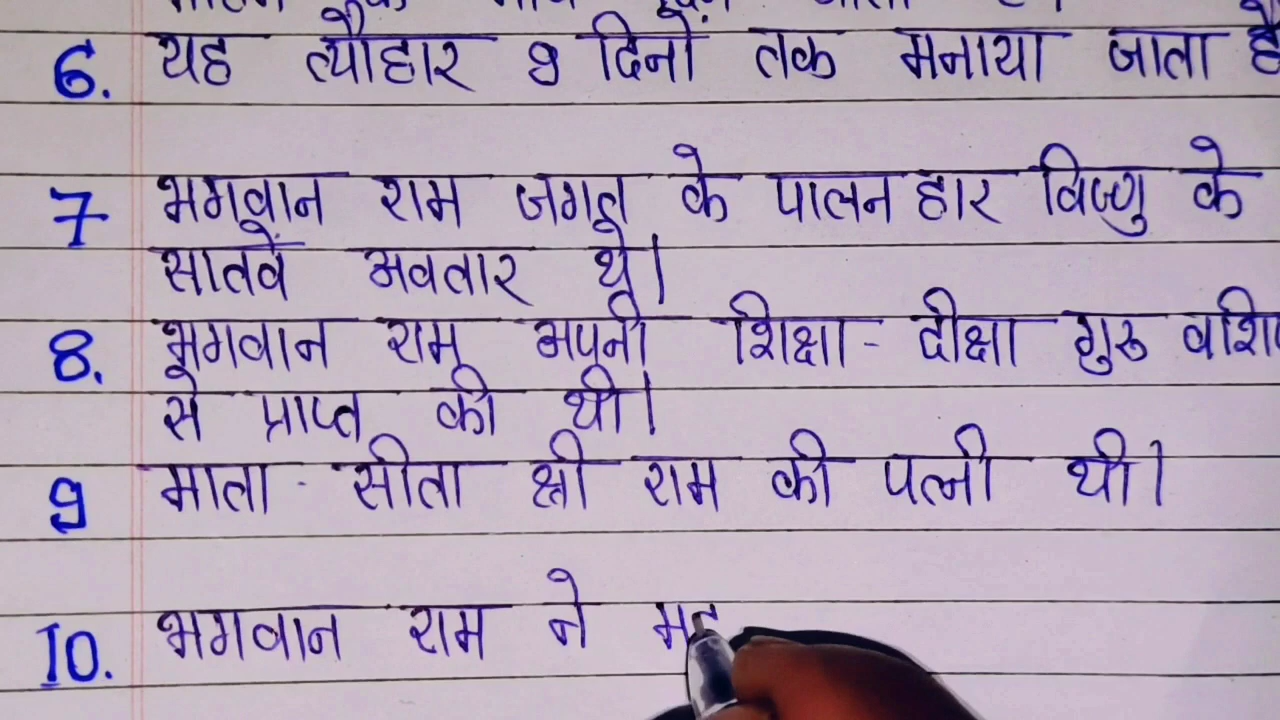 6. यह त्यौहार 9 दिनों तक मनाया जाता है
7 भगवान राम जगत के पालनहार विष्णु के
सातवें अवतार थे।
8. भगवान राम अपनी शिक्षा - दीक्षा गुरु
से प्राप्त की थी।
9 माता - सीता श्री राम की पत्नी थी।
10. भगवान राम ने